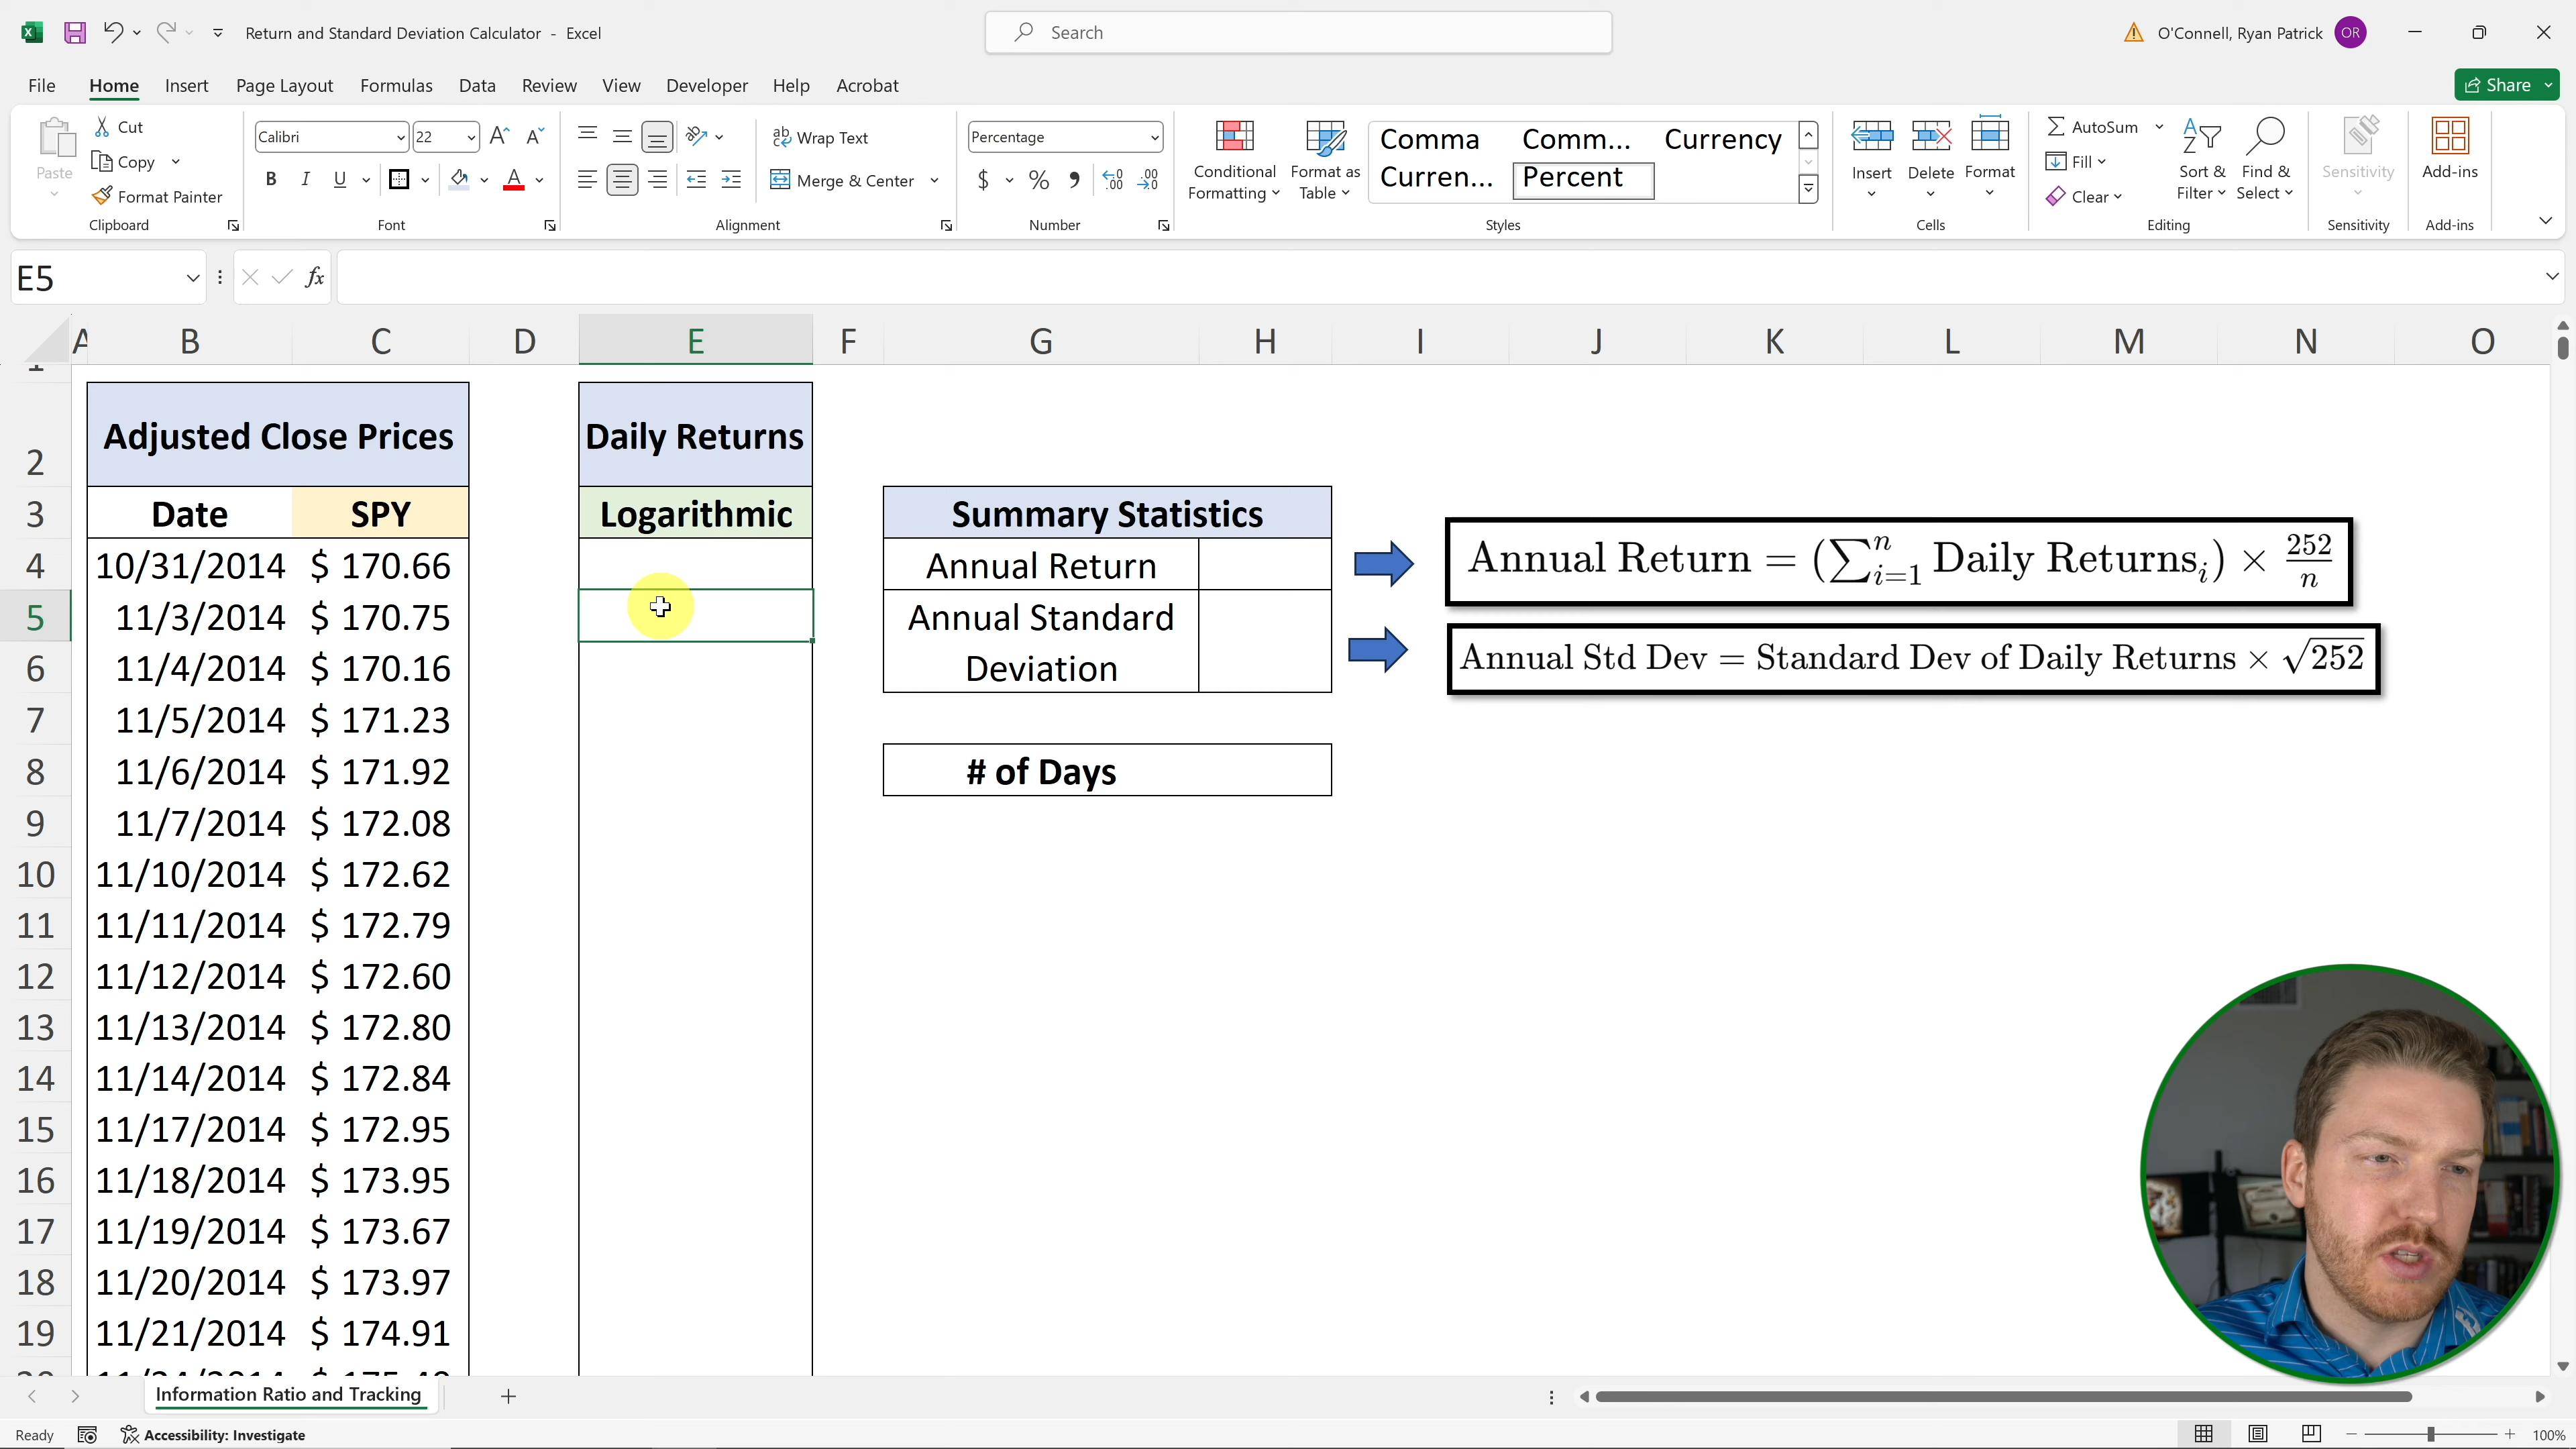 Return and Standard Deviation Calculator - Excel
Search
O'Connell, Ryan Patrick
OR
File Home Insert Page Layout Formulas Data Review View Developer Help Acrobat
Share
Paste
Cut
Copy
Format Painter
Clipboard
Calibri
22
B I U
Font
Wrap Text
Merge & Center
Alignment
Percentage
$ % ,
Number
Conditional Formatting
Format as Table
Comma Comm... Currency
Curren... Percent
Styles
Insert Delete Format
Cells
AutoSum
Fill
Clear
Sort & Filter
Find & Select
Editing
Sensitivity
Sensitivity
Add-ins
Add-ins
E5
fx
A B C D E F G H I J K L M N O
1
2 Adjusted Close Prices Daily Returns
3 Date SPY Logarithmic Summary Statistics
4 10/31/2014 $ 170.66 Annual Return
5 11/3/2014 $ 170.75 Annual Standard
6 11/4/2014 $ 170.16 Deviation
7 11/5/2014 $ 171.23
8 11/6/2014 $ 171.92 # of Days
9 11/7/2014 $ 172.08
10 11/10/2014 $ 172.62
11 11/11/2014 $ 172.79
12 11/12/2014 $ 172.60
13 11/13/2014 $ 172.80
14 11/14/2014 $ 172.84
15 11/17/2014 $ 172.95
16 11/18/2014 $ 173.95
17 11/19/2014 $ 173.67
18 11/20/2014 $ 173.97
19 11/21/2014 $ 174.91
Annual Return = (∑ⁿᵢ₌₁ Daily Returnsᵢ) × 252/n
Annual Std Dev = Standard Dev of Daily Returns × √252
Information Ratio and Tracking
Ready
Accessibility: Investigate
100%